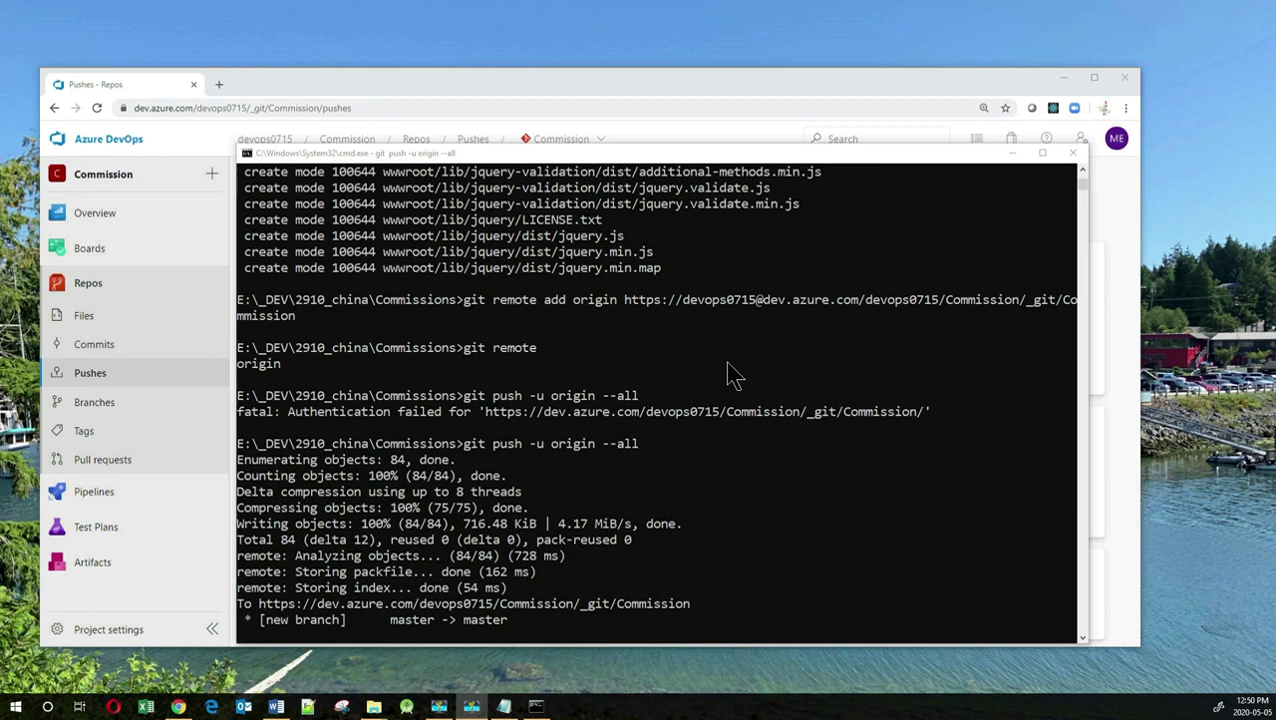 Pushes - Repos
dev.azure.com/devops0715/_git/Commission/pushes
Azure DevOps
devops0715 / Commission / Repos / Pushes / Commission
Search
ME
C:\Windows\System32\cmd.exe - git push -u origin --all
C Commission
Overview
Boards
Repos
Files
Commits
Pushes
Branches
Tags
Pull requests
Pipelines
Test Plans
Artifacts
Project settings
create mode 100644 wwwroot/lib/jquery-validation/dist/additional-methods.min.js
create mode 100644 wwwroot/lib/jquery-validation/dist/jquery.validate.js
create mode 100644 wwwroot/lib/jquery-validation/dist/jquery.validate.min.js
create mode 100644 wwwroot/lib/jquery/LICENSE.txt
create mode 100644 wwwroot/lib/jquery/dist/jquery.js
create mode 100644 wwwroot/lib/jquery/dist/jquery.min.js
create mode 100644 wwwroot/lib/jquery/dist/jquery.min.map
E:\_DEV\2910_china\Commissions>git remote add origin https://devops0715@dev.azure.com/devops0715/Commission/_git/Co
mmission
E:\_DEV\2910_china\Commissions>git remote
origin
E:\_DEV\2910_china\Commissions>git push -u origin --all
fatal: Authentication failed for 'https://dev.azure.com/devops0715/Commission/_git/Commission/'
E:\_DEV\2910_china\Commissions>git push -u origin --all
Enumerating objects: 84, done.
Counting objects: 100% (84/84), done.
Delta compression using up to 8 threads
Compressing objects: 100% (75/75), done.
Writing objects: 100% (84/84), 716.48 KiB | 4.17 MiB/s, done.
Total 84 (delta 12), reused 0 (delta 0), pack-reused 0
remote: Analyzing objects... (84/84) (728 ms)
remote: Storing packfile... done (162 ms)
remote: Storing index... done (54 ms)
To https://dev.azure.com/devops0715/Commission/_git/Commission
* [new branch] master -> master
12:50 PM
2020-05-05